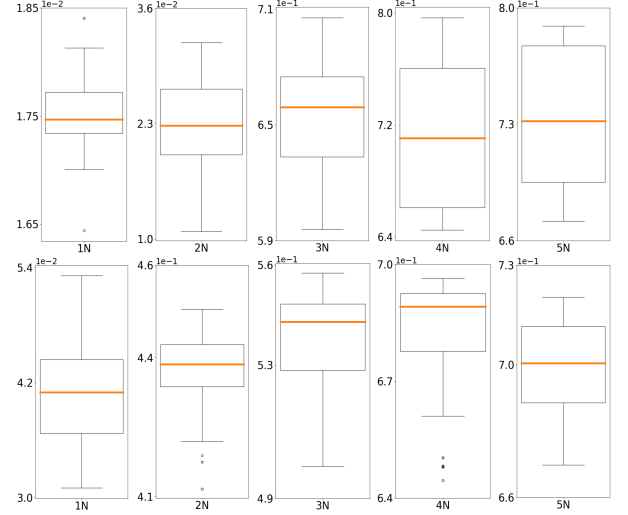 1e−2 1e−2 1e−1 1e−1 1e−1
1.85 3.6 7.1 8.0 8.0
1.75 2.3 6.5 7.2 7.3
1.65 1.0 5.9 6.4 6.6
1N 2N 3N 4N 5N
1e−2 1e−1 1e−1 1e−1 1e−1
5.4 4.6 5.6 7.0 7.3
4.2 4.4 5.3 6.7 7.0
3.0 4.1 4.9 6.4 6.6
1N 2N 3N 4N 5N